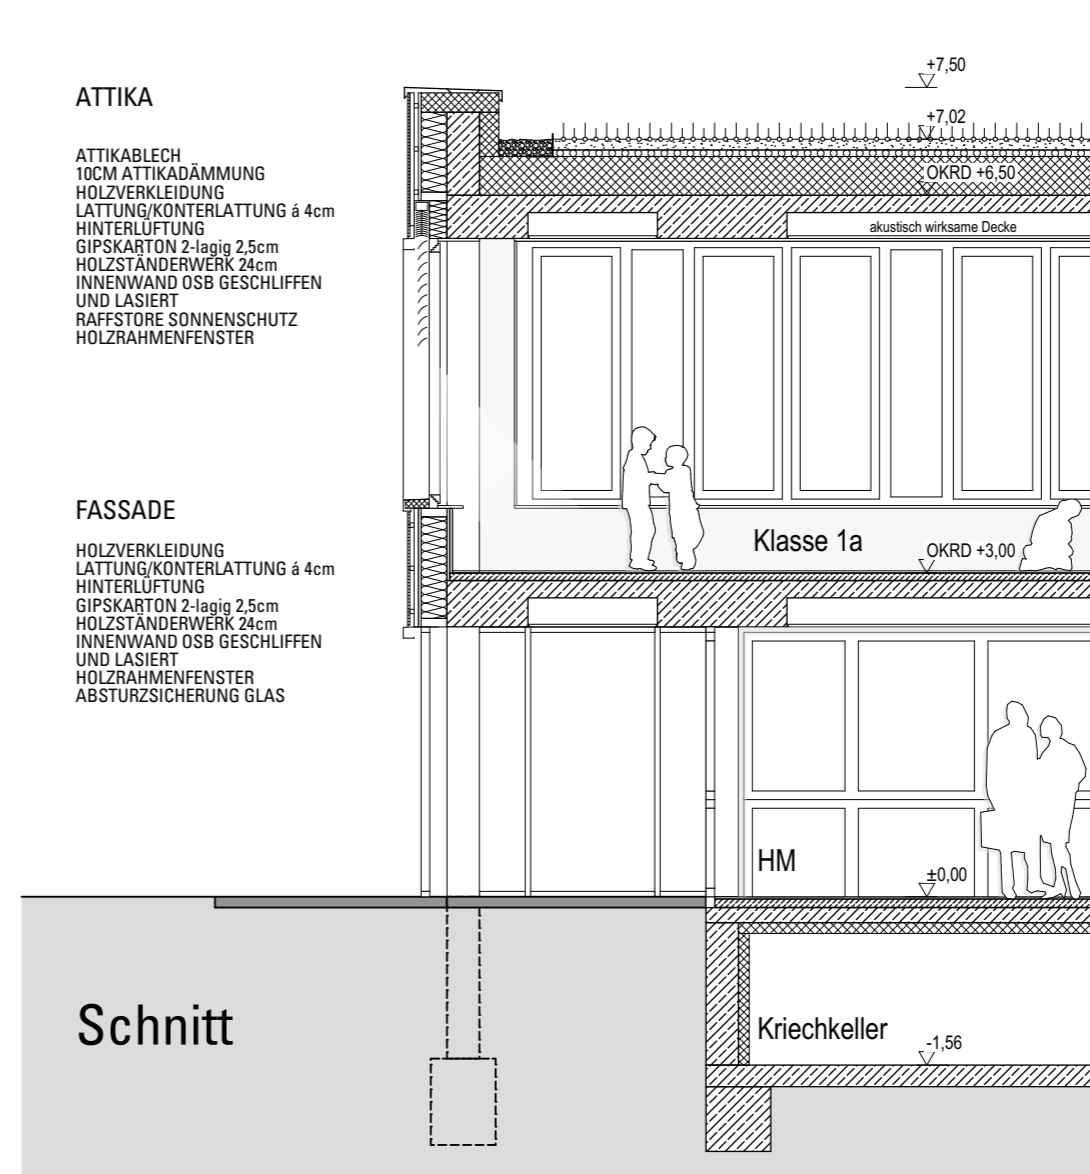 ATTIKA
ATTIKABLECH
10CM ATTIKADÄMMUNG
HOLZVERKLEIDUNG
LATTUNG/KONTERLATTUNG á 4cm
HINTERLÜFTUNG
GIPSKARTON 2-lagig 2,5cm
HOLZSTÄNDERWERK 24cm
INNENWAND OSB GESCHLIFFEN
UND LASIERT
RAFFSTORE SONNENSCHUTZ
HOLZRAHMENFENSTER
FASSADE
HOLZVERKLEIDUNG
LATTUNG/KONTERLATTUNG á 4cm
HINTERLÜFTUNG
GIPSKARTON 2-lagig 2,5cm
HOLZSTÄNDERWERK 24cm
INNENWAND OSB GESCHLIFFEN
UND LASIERT
HOLZRAHMENFENSTER
ABSTURZSICHERUNG GLAS
+7,50
+7,02
OKRD +6,50
akustisch wirksame Decke
Klasse 1a
OKRD +3,00
HM
±0,00
Schnitt
Kriechkeller
-1,56